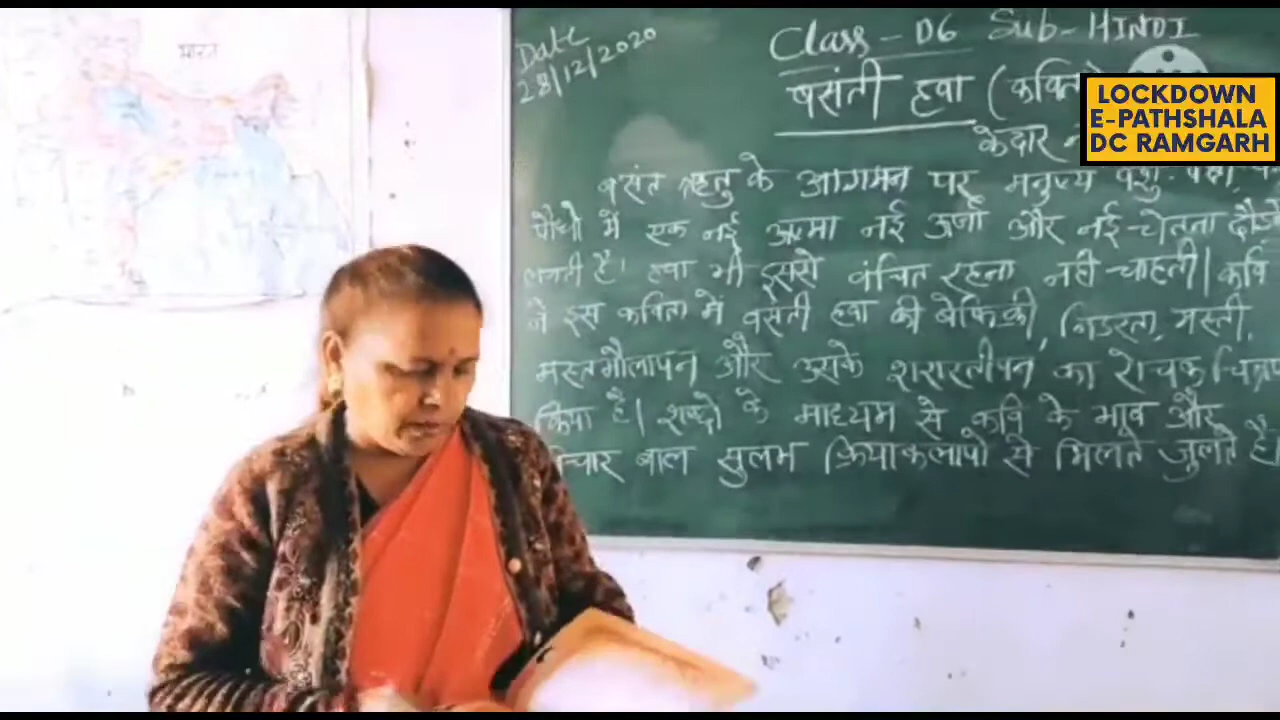 भारत
Date
28/12/2020
Class - 06 Sub - HINDI
बसंती हवा (
केदार
LOCKDOWN
E-PATHSHALA
DC RAMGARH
बसंत ऋतु के आगमन पर मनुष्य पशु-पक्षी,
पौधो में एक नई उष्मा नई ऊर्जा और नई-चेतना दौड़ने
लगती है। हवा भी इससे वंचित रहना नही चाहती। कवि
ने इस कविता में बसंती हवा की बेफिक्री, निडरता, मस्ती,
मस्तमौलापन और उसके शरारतीपन का रोचक चित्रण
किया है। शब्दो के माध्यम से कवि के भाव और
विचार बाल सुलभ क्रियाकलापो से मिलते जुलते है।